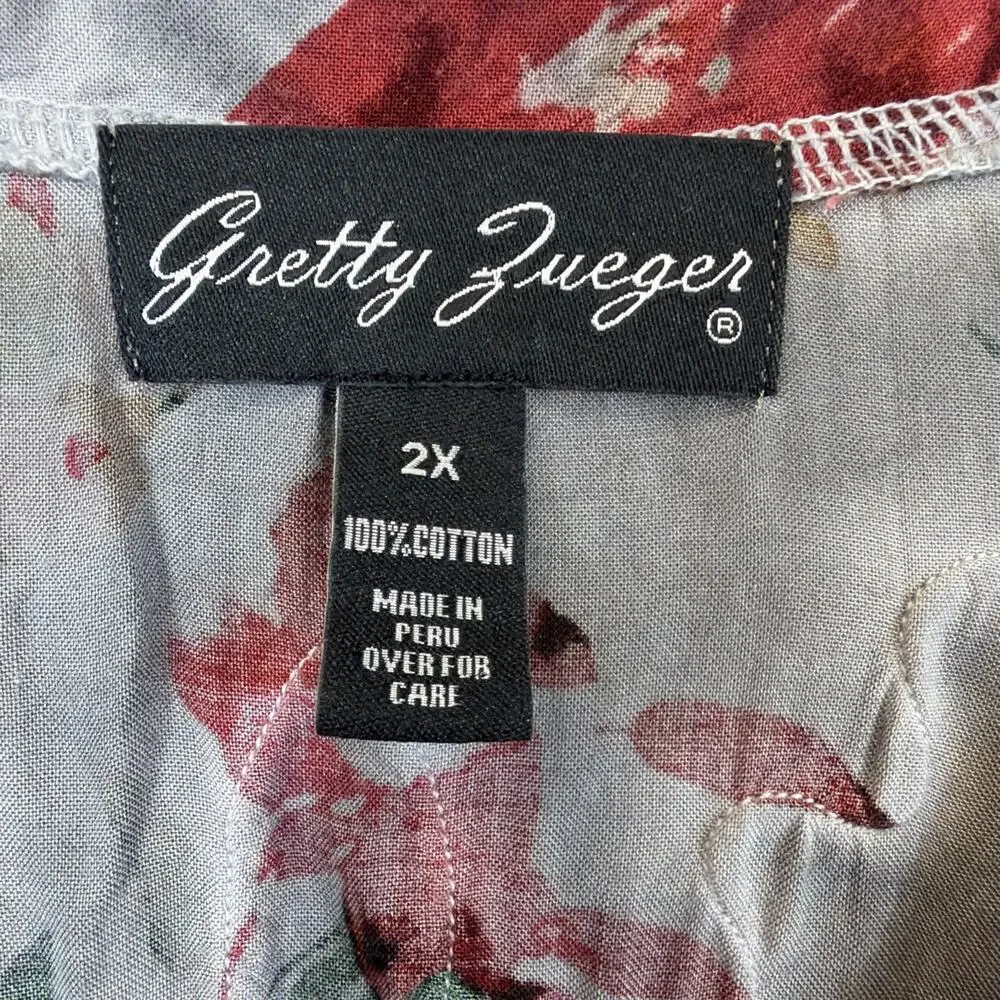 Gretty Zueger ®
2X
100% COTTON
MADE IN
PERU
OVER FOR
CARE